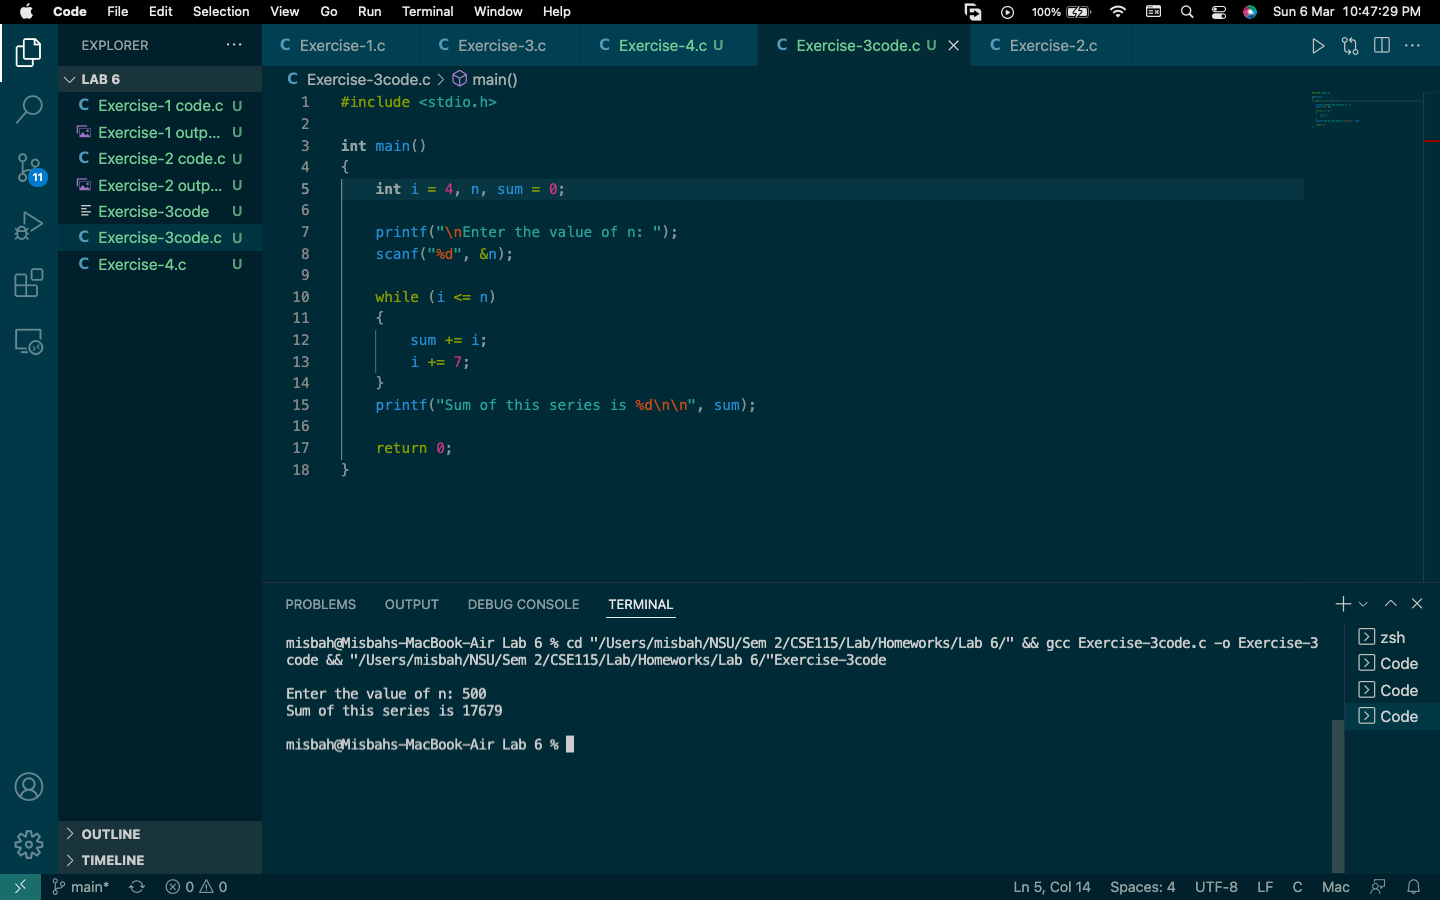 Code File Edit Selection View Go Run Terminal Window Help 100% Sun 6 Mar 10:47:29 PM
EXPLORER
C Exercise-1.c C Exercise-3.c C Exercise-4.c U C Exercise-3code.c U C Exercise-2.c
LAB 6
C Exercise-1 code.c U
Exercise-1 outp... U
C Exercise-2 code.c U
Exercise-2 outp... U
Exercise-3code U
C Exercise-3code.c U
C Exercise-4.c U
11
C Exercise-3code.c > main()
1 #include <stdio.h>
2
3 int main()
4 {
5 int i = 4, n, sum = 0;
6
7 printf("\nEnter the value of n: ");
8 scanf("%d", &n);
9
10 while (i <= n)
11 {
12 sum += i;
13 i += 7;
14 }
15 printf("Sum of this series is %d\n\n", sum);
16
17 return 0;
18 }
PROBLEMS OUTPUT DEBUG CONSOLE TERMINAL
misbah@Misbahs-MacBook-Air Lab 6 % cd "/Users/misbah/NSU/Sem 2/CSE115/Lab/Homeworks/Lab 6/" && gcc Exercise-3code.c -o Exercise-3
code && "/Users/misbah/NSU/Sem 2/CSE115/Lab/Homeworks/Lab 6/"Exercise-3code
Enter the value of n: 500
Sum of this series is 17679
misbah@Misbahs-MacBook-Air Lab 6 %
zsh
Code
Code
Code
OUTLINE
TIMELINE
main* 0 0 Ln 5, Col 14 Spaces: 4 UTF-8 LF C Mac